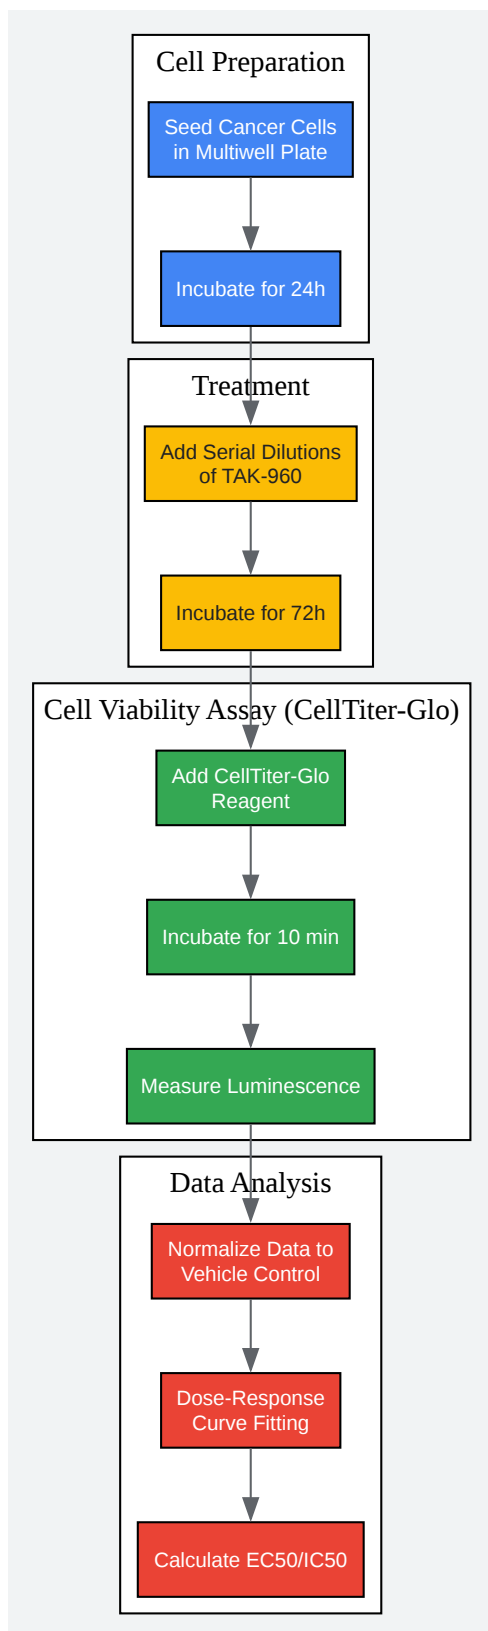 Cell Preparation
Seed Cancer Cells
in Multiwell Plate
Incubate for 24h
Treatment
Add Serial Dilutions
of TAK-960
Incubate for 72h
Cell Viability Assay (CellTiter-Glo)
Add CellTiter-Glo
Reagent
Incubate for 10 min
Measure Luminescence
Data Analysis
Normalize Data to
Vehicle Control
Dose-Response
Curve Fitting
Calculate EC50/IC50